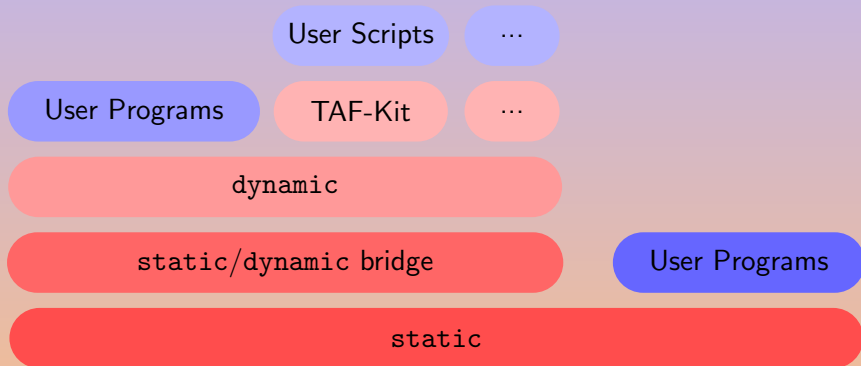 User Scripts ...
User Programs TAF-Kit ...
dynamic
static/dynamic bridge User Programs
static